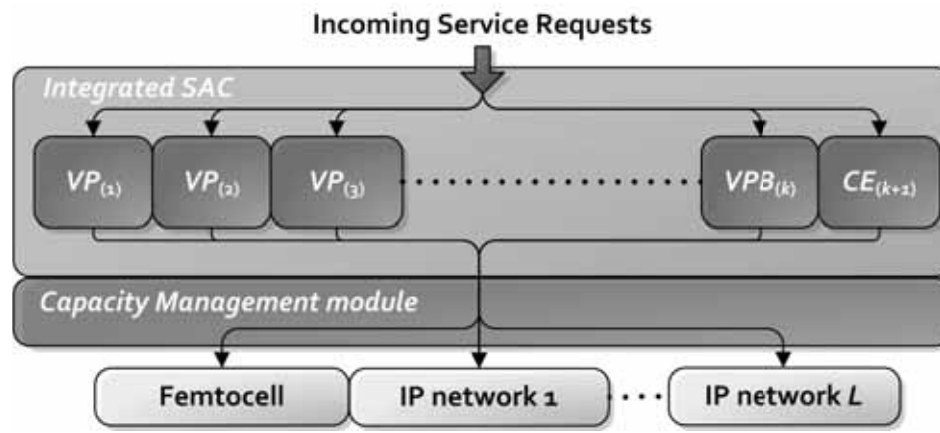 Incoming Service Requests
Integrated SAC
VP(1) VP(2) VP(3) VPB(k) CE(k+1)
Capacity Management module
Femtocell IP network 1 IP network L